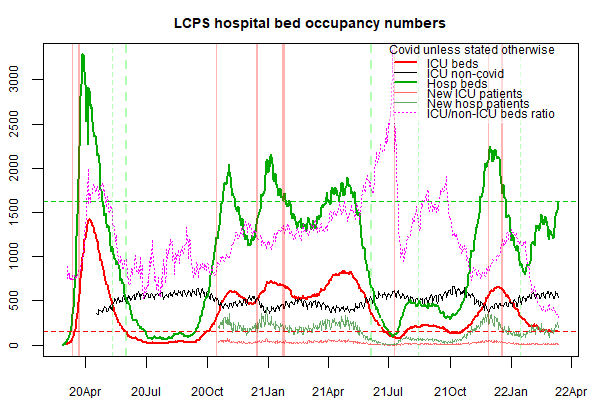 LCPS hospital bed occupancy numbers
Covid unless stated otherwise
ICU beds
ICU non-covid
Hosp beds
New ICU patients
New hosp patients
ICU/non-ICU beds ratio
3000
2500
2000
1500
1000
500
0
20Apr 20Jul 20Oct 21Jan 21Apr 21Jul 21Oct 22Jan 22Apr